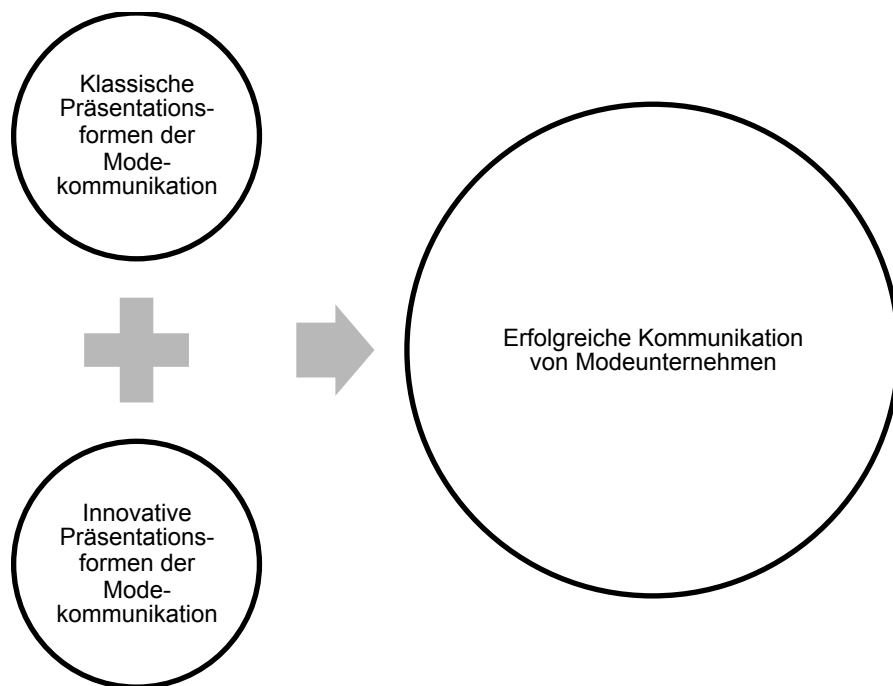 Klassische
Präsentations-
formen der
Mode-
kommunikation
Erfolgreiche Kommunikation
von Modeunternehmen
Innovative
Präsentations-
formen der
Mode-
kommunikation